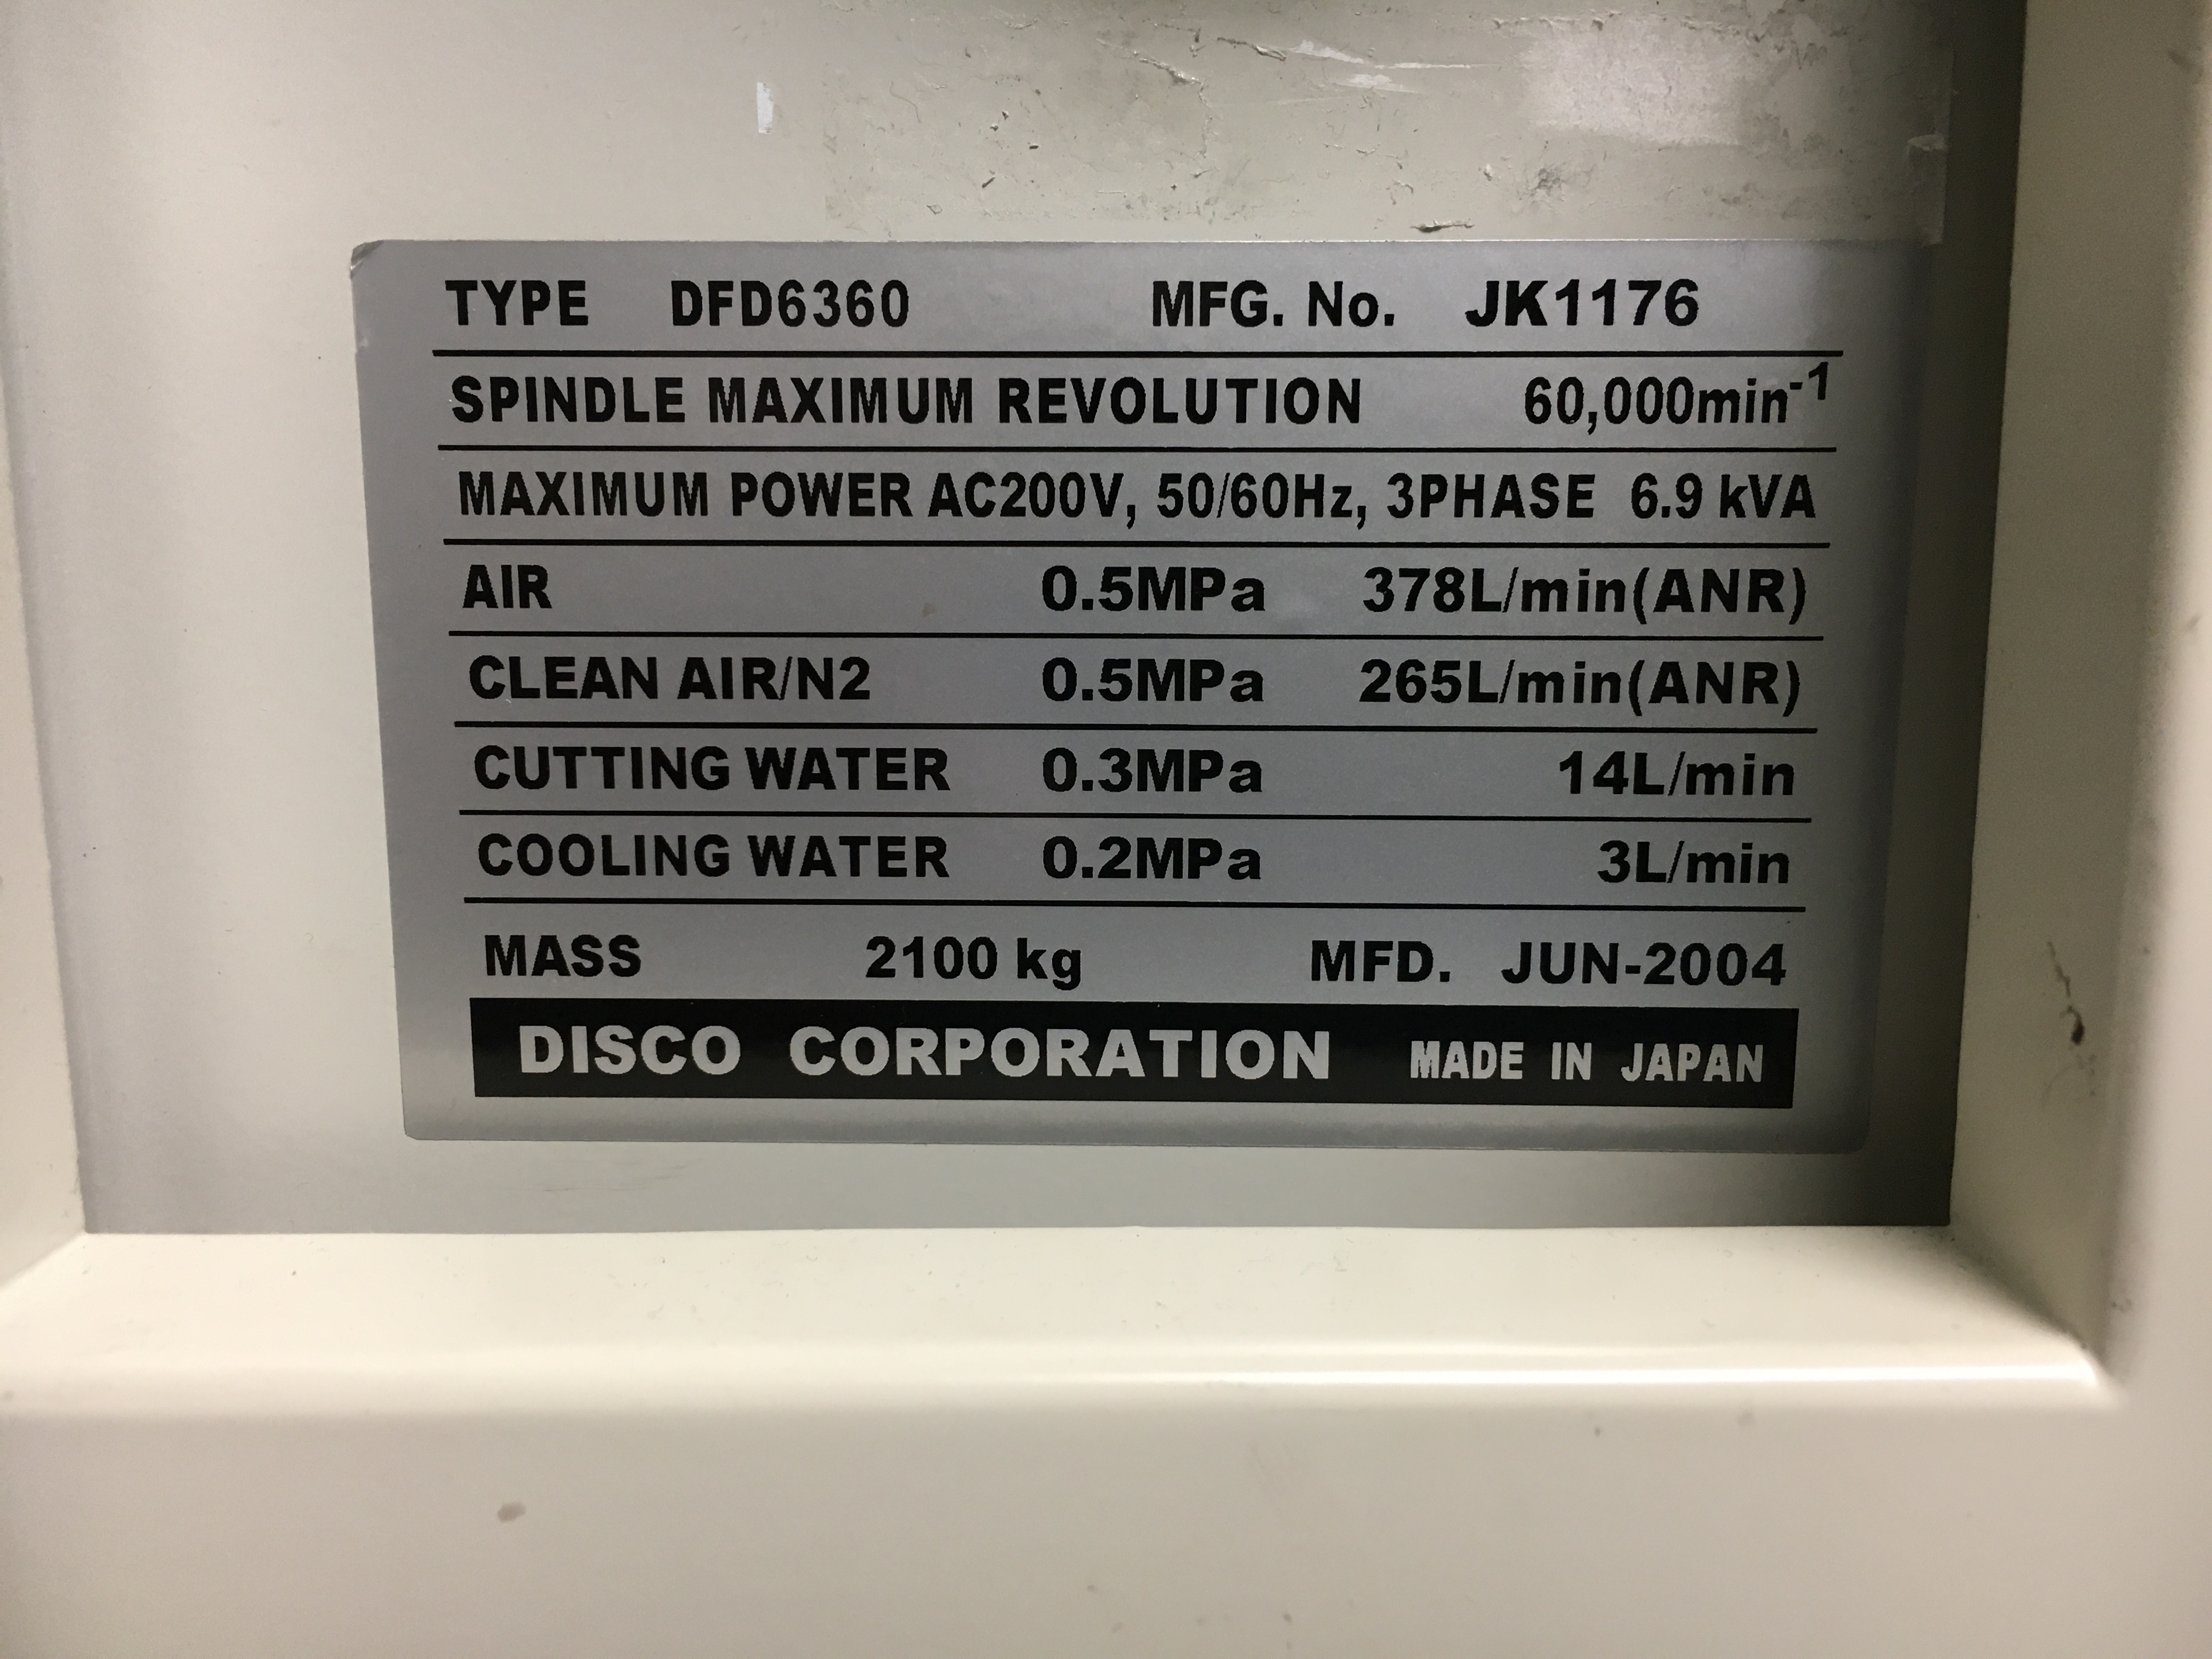 TYPE DFD6360 MFG. No. JK1176
SPINDLE MAXIMUM REVOLUTION 60,000min⁻¹
MAXIMUM POWER AC200V, 50/60Hz, 3PHASE 6.9 kVA
AIR 0.5MPa 378L/min(ANR)
CLEAN AIR/N2 0.5MPa 265L/min(ANR)
CUTTING WATER 0.3MPa 14L/min
COOLING WATER 0.2MPa 3L/min
MASS 2100 kg MFD. JUN-2004
DISCO CORPORATION MADE IN JAPAN